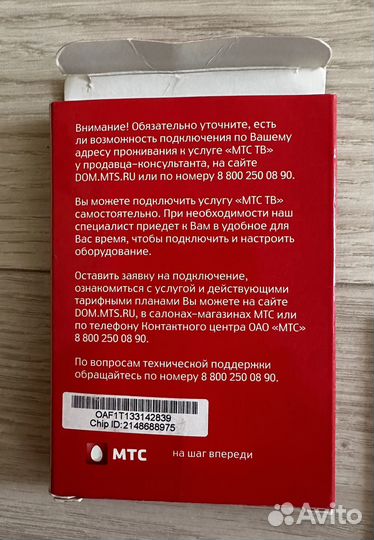 Внимание! Обязательно уточните, есть
ли возможность подключения по Вашему
адресу проживания к услуге «МТС ТВ»
у продавца-консультанта, на сайте
DOM.MTS.RU или по номеру 8 800 250 08 90.
Вы можете подключить услугу «МТС ТВ»
самостоятельно. При необходимости наш
специалист приедет к Вам в удобное для
Вас время, чтобы подключить и настроить
оборудование.
Оставить заявку на подключение,
ознакомиться с услугой и действующими
тарифными планами Вы можете на сайте
DOM.MTS.RU, в салонах-магазинах МТС или
по телефону Контактного центра ОАО «МТС»
8 800 250 08 90.
По вопросам технической поддержки
обращайтесь по номеру 8 800 250 08 90.
OAF1T133142839
Chip ID:2148688975
МТС на шаг впереди
Avito